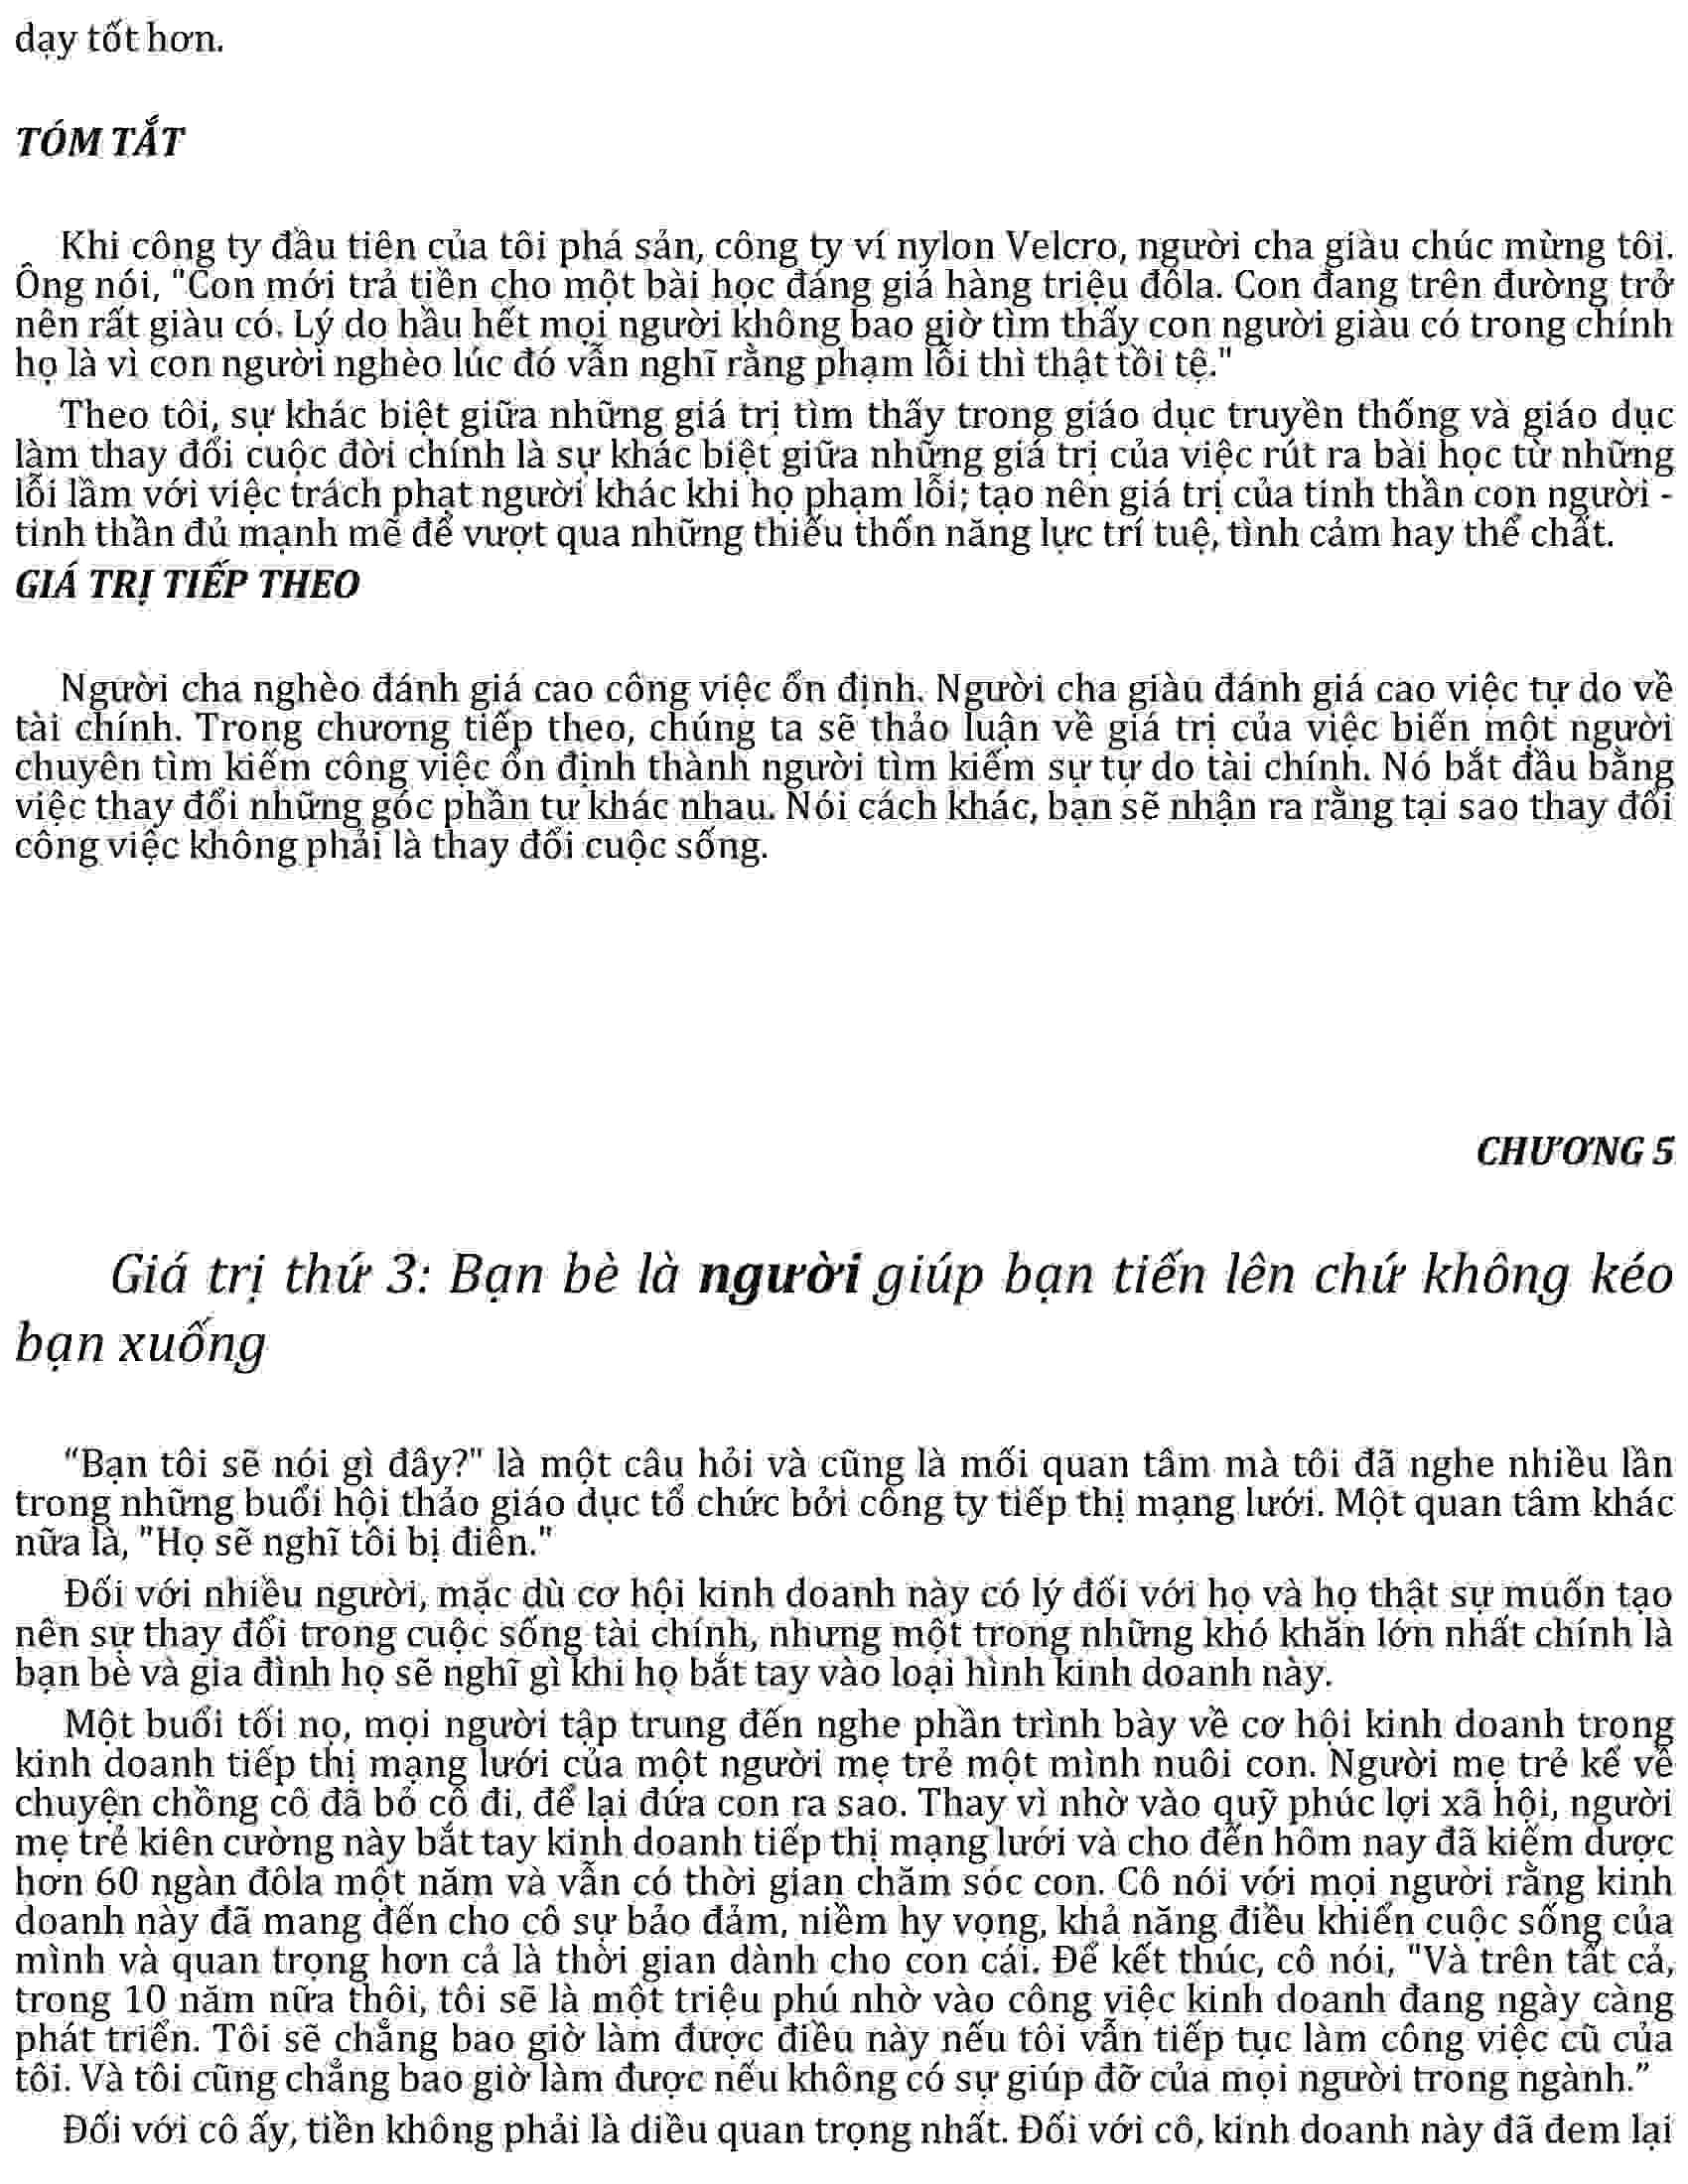 dạy tốt hơn.
TÓM TẮT
Khi công ty đầu tiên của tôi phá sản, công ty ví nylon Velcro, người cha giàu chúc mừng tôi.
Ông nói, "Con mới trả tiền cho một bài học đáng giá hàng triệu đôla. Con đang trên đường trở
nên rất giàu có. Lý do hầu hết mọi người không bao giờ tìm thấy con người giàu có trong chính
họ là vì con người nghèo lúc đó vẫn nghĩ rằng phạm lỗi thì thật tồi tệ."
Theo tôi, sự khác biệt giữa những giá trị tìm thấy trong giáo dục truyền thống và giáo dục
làm thay đổi cuộc đời chính là sự khác biệt giữa những giá trị của việc rút ra bài học từ những
lỗi lầm với việc trách phạt người khác khi họ phạm lỗi; tạo nên giá trị của tinh thần con người -
tinh thần đủ mạnh mẽ để vượt qua những thiếu thốn năng lực trí tuệ, tình cảm hay thể chất.
GIÁ TRỊ TIẾP THEO
Người cha nghèo đánh giá cao công việc ổn định. Người cha giàu đánh giá cao việc tự do về
tài chính. Trong chương tiếp theo, chúng ta sẽ thảo luận về giá trị của việc biến một người
chuyên tìm kiếm công việc ổn định thành người tìm kiếm sự tự do tài chính. Nó bắt đầu bằng
việc thay đổi những góc phần tư khác nhau. Nói cách khác, bạn sẽ nhận ra rằng tại sao thay đổi
công việc không phải là thay đổi cuộc sống.
CHƯƠNG 5
Giá trị thứ 3: Bạn bè là người giúp bạn tiến lên chứ không kéo
bạn xuống
“Bạn tôi sẽ nói gì đây?" là một câu hỏi và cũng là mối quan tâm mà tôi đã nghe nhiều lần
trong những buổi hội thảo giáo dục tổ chức bởi công ty tiếp thị mạng lưới. Một quan tâm khác
nữa là, "Họ sẽ nghĩ tôi bị điên."
Đối với nhiều người, mặc dù cơ hội kinh doanh này có lý đối với họ và họ thật sự muốn tạo
nên sự thay đổi trong cuộc sống tài chính, nhưng một trong những khó khăn lớn nhất chính là
bạn bè và gia đình họ sẽ nghĩ gì khi họ bắt tay vào loại hình kinh doanh này.
Một buổi tối nọ, mọi người tập trung đến nghe phần trình bày về cơ hội kinh doanh trong
kinh doanh tiếp thị mạng lưới của một người mẹ trẻ một mình nuôi con. Người mẹ trẻ kể về
chuyện chồng cô đã bỏ cô đi, để lại đứa con ra sao. Thay vì nhờ vào quỹ phúc lợi xã hội, người
mẹ trẻ kiên cường này bắt tay kinh doanh tiếp thị mạng lưới và cho đến hôm nay đã kiếm dược
hơn 60 ngàn đôla một năm và vẫn có thời gian chăm sóc con. Cô nói với mọi người rằng kinh
doanh này đã mang đến cho cô sự bảo đảm, niềm hy vọng, khả năng điều khiển cuộc sống của
mình và quan trọng hơn cả là thời gian dành cho con cái. Để kết thúc, cô nói, "Và trên tất cả,
trong 10 năm nữa thôi, tôi sẽ là một triệu phú nhờ vào công việc kinh doanh đang ngày càng
phát triển. Tôi sẽ chẳng bao giờ làm được điều này nếu tôi vẫn tiếp tục làm công việc cũ của
tôi. Và tôi cũng chẳng bao giờ làm được nếu không có sự giúp đỡ của mọi người trong ngành.”
Đối với cô ấy, tiền không phải là diều quan trọng nhất. Đối với cô, kinh doanh này đã đem lại